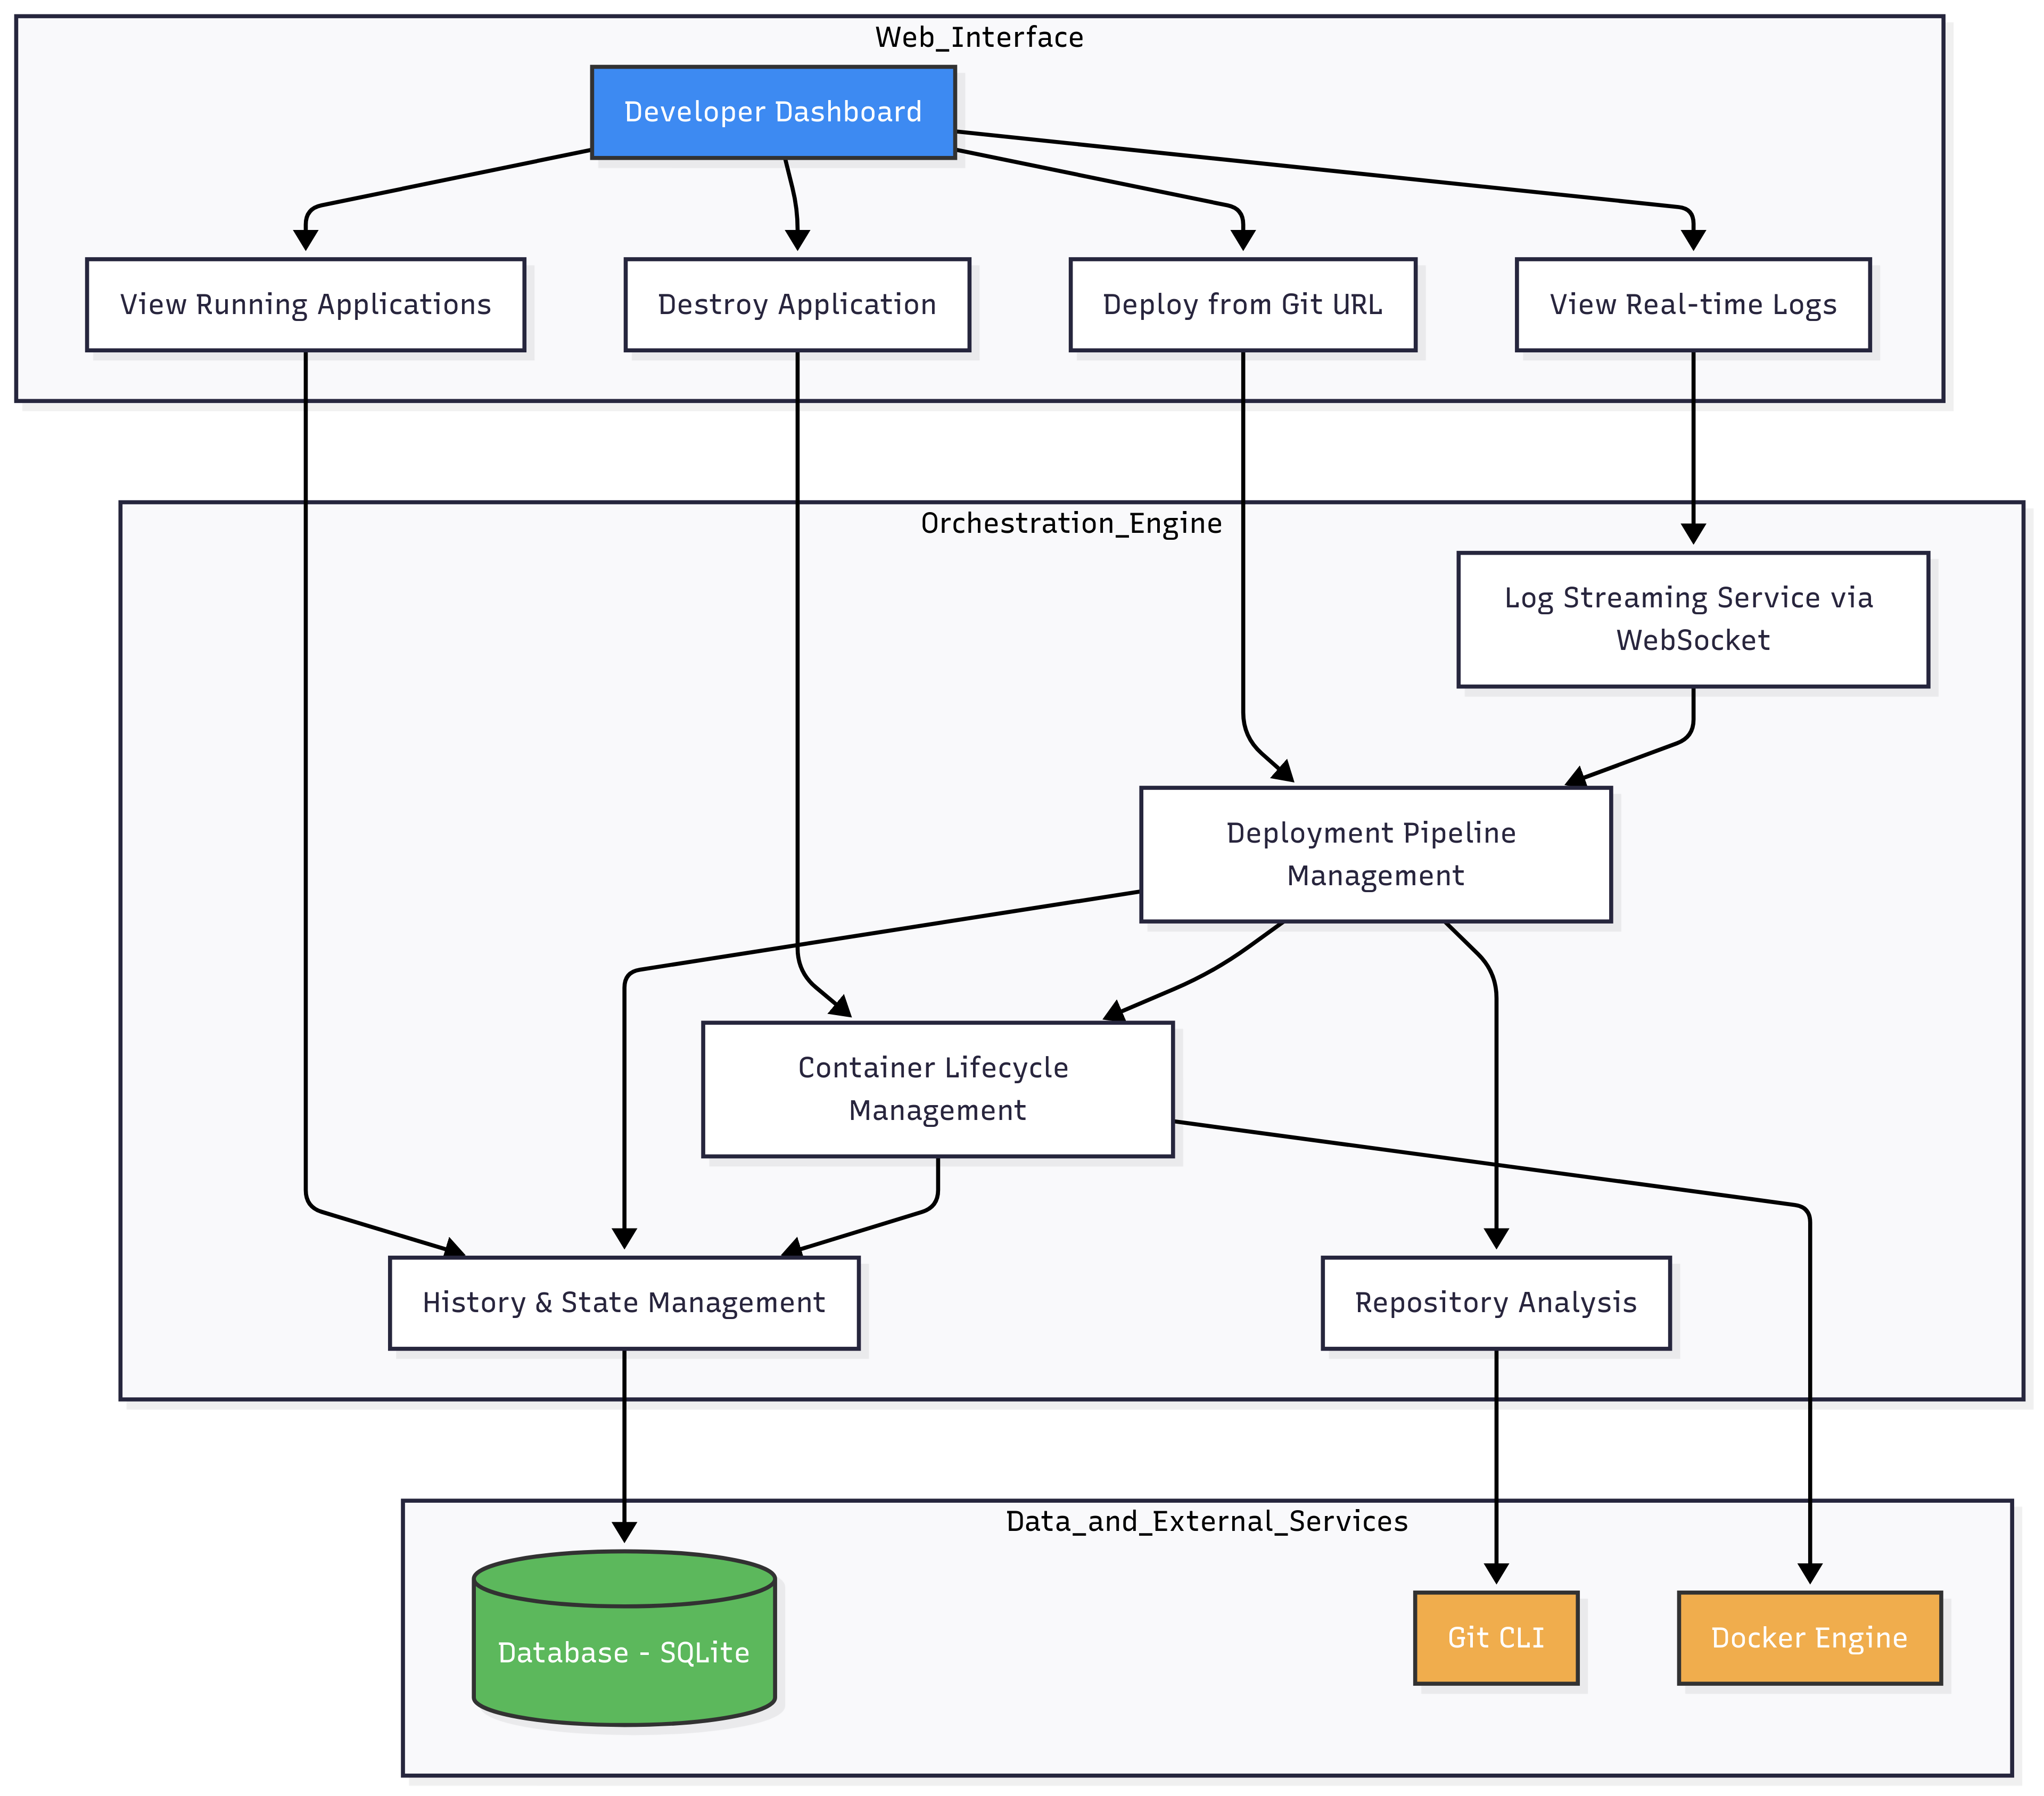 Web_Interface
Developer Dashboard
View Running Applications
Destroy Application
Deploy from Git URL
View Real-time Logs
Orchestration_Engine
Log Streaming Service via
WebSocket
Deployment Pipeline
Management
Container Lifecycle
Management
History & State Management
Repository Analysis
Data_and_External_Services
Database - SQLite
Git CLI
Docker Engine